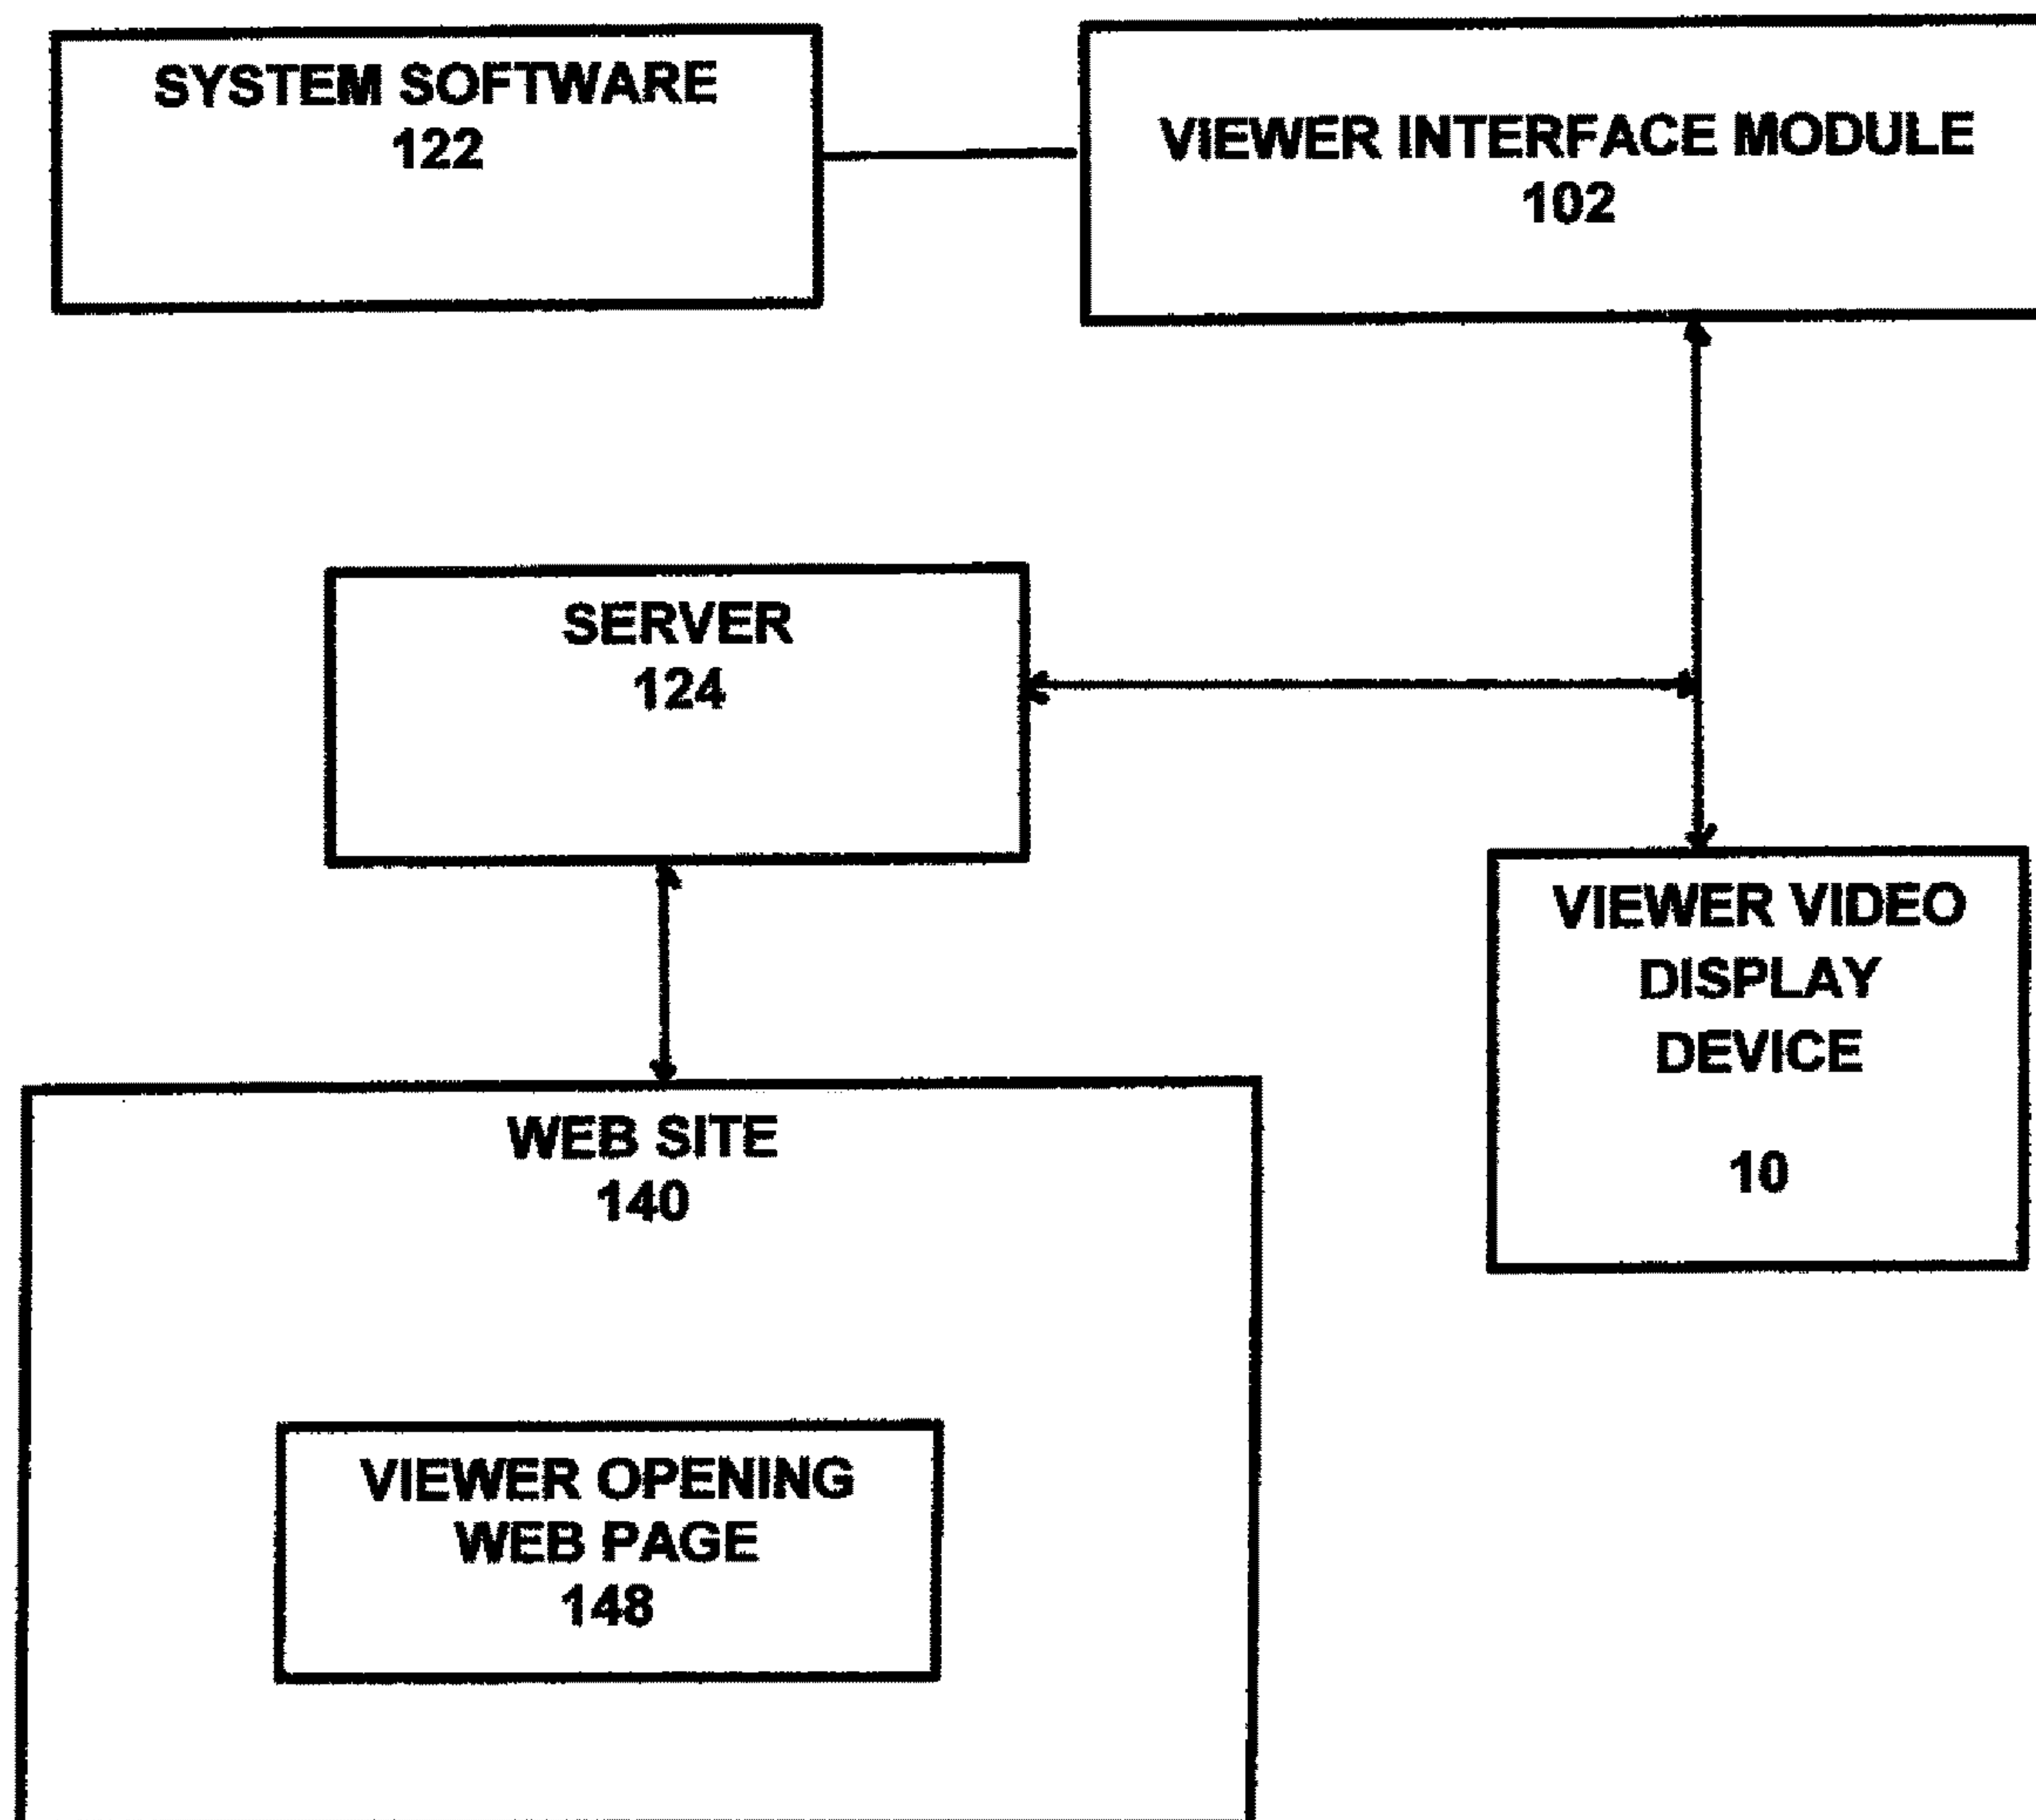 SYSTEM SOFTWARE
122
VIEWER INTERFACE MODULE
102
SERVER
124
VIEWER VIDEO
DISPLAY
DEVICE
10
WEB SITE
140
VIEWER OPENING
WEB PAGE
148